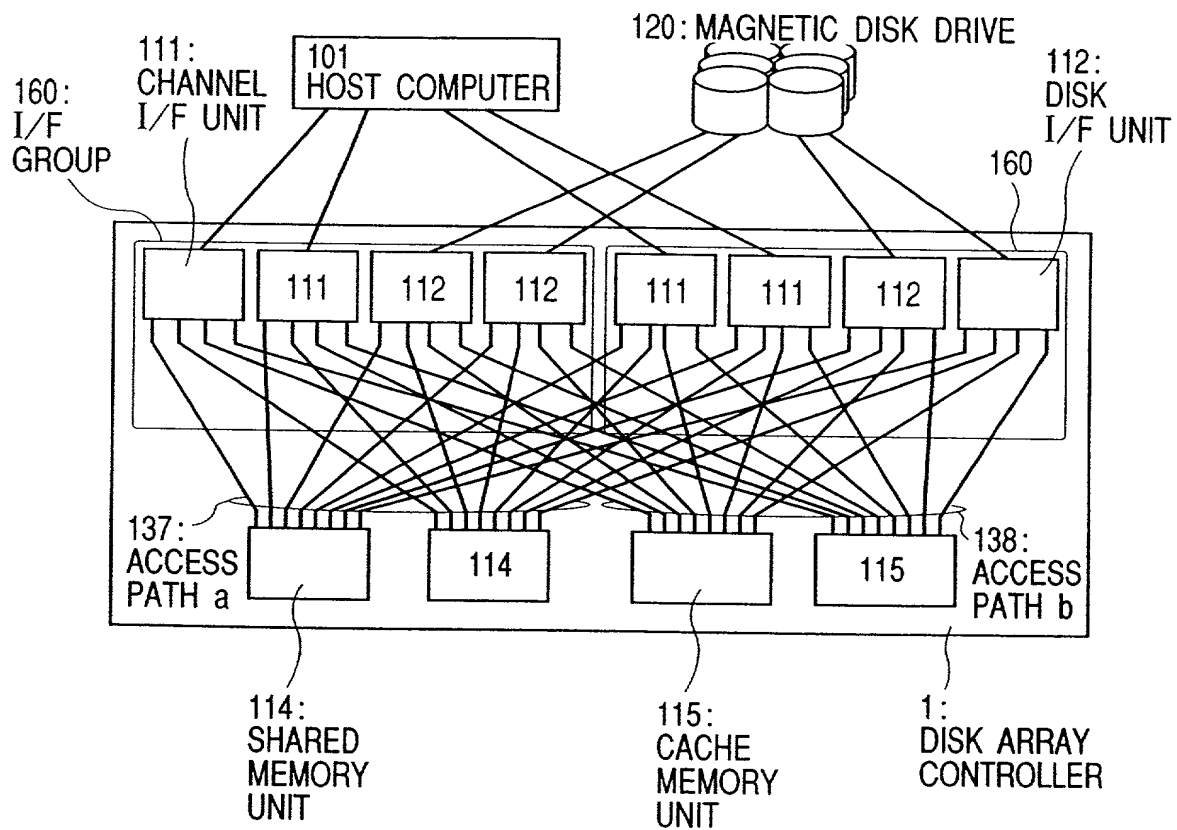 120: MAGNETIC DISK DRIVE
101
HOST COMPUTER
111:
CHANNEL
I/F UNIT
112:
DISK
I/F UNIT
160:
I/F
GROUP
160
111
112
112
111
111
112
137:
ACCESS
PATH a
114
115
138:
ACCESS
PATH b
114:
SHARED
MEMORY
UNIT
115:
CACHE
MEMORY
UNIT
1:
DISK ARRAY
CONTROLLER